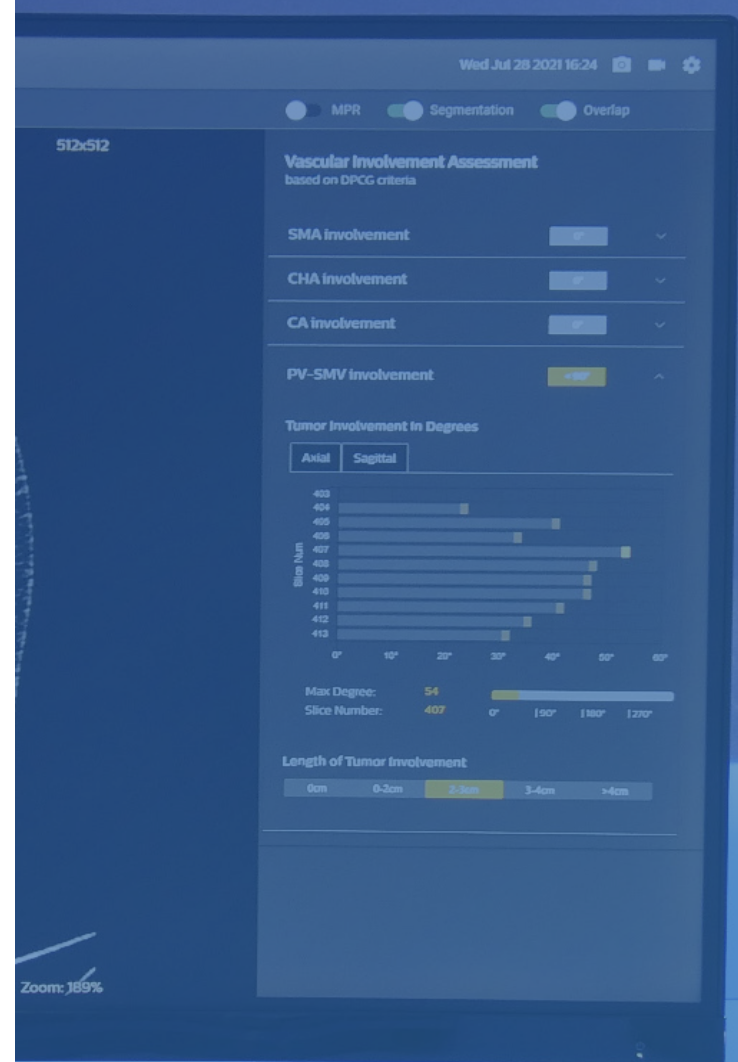 Wed Jul 28 2021 16:24
MPR Segmentation Overlap
512x512
Vascular Involvement Assessment
based on DPCG criteria
SMA involvement 0°
CHA involvement 0°
CA involvement 0°
PV-SMV involvement <90°
Tumor Involvement In Degrees
Axial Sagittal
Slice Num
403
404
405
406
407
408
409
410
411
412
413
0° 10° 20° 30° 40° 50° 60°
Max Degree: 54
Slice Number: 407
0° |90° |180° |270°
Length of Tumor Involvement
0cm 0-2cm 2-3cm 3-4cm >4cm
Zoom: 189%